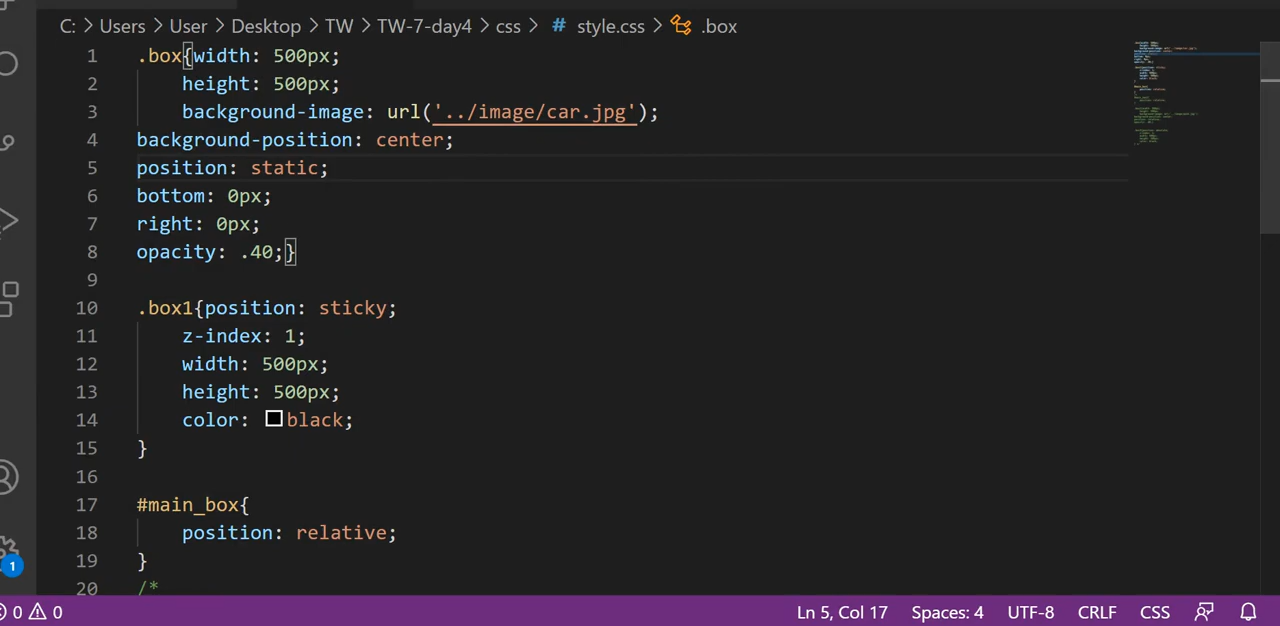 C: > Users > User > Desktop > TW > TW-7-day4 > css > # style.css > .box
1 .box{width: 500px;
2 height: 500px;
3 background-image: url('../image/car.jpg');
4 background-position: center;
5 position: static;
6 bottom: 0px;
7 right: 0px;
8 opacity: .40;}
9
10 .box1{position: sticky;
11 z-index: 1;
12 width: 500px;
13 height: 500px;
14 color: black;
15 }
16
17 #main_box{
18 position: relative;
19 }
20 /*
1
0 0 Ln 5, Col 17 Spaces: 4 UTF-8 CRLF CSS